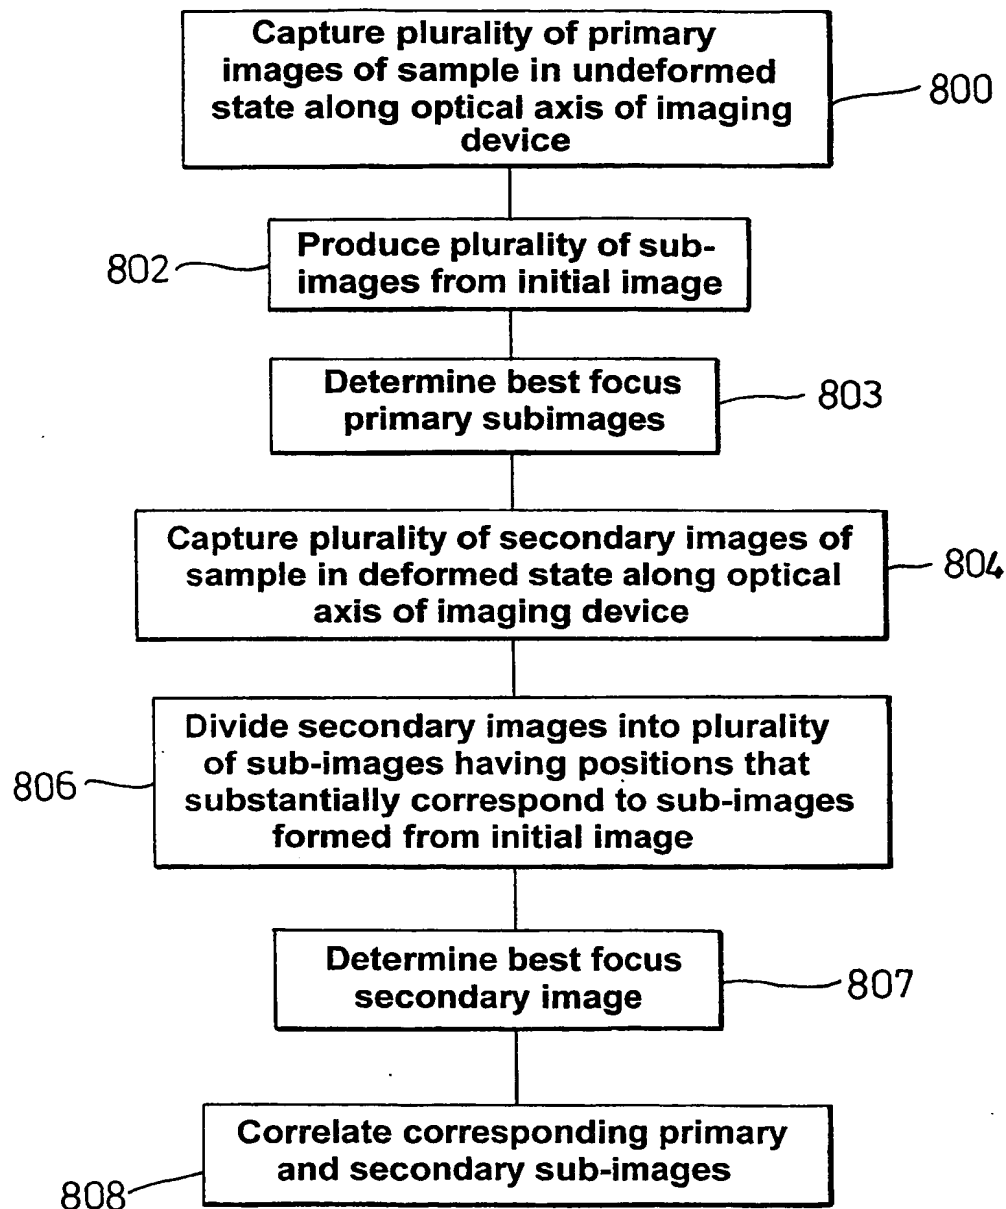 Capture plurality of primary
images of sample in undeformed
state along optical axis of imaging
device
800
Produce plurality of sub-
images from initial image
802
Determine best focus
primary subimages
803
Capture plurality of secondary images of
sample in deformed state along optical
axis of imaging device
804
Divide secondary images into plurality
of sub-images having positions that
substantially correspond to sub-images
formed from initial image
806
Determine best focus
secondary image
807
Correlate corresponding primary
and secondary sub-images
808